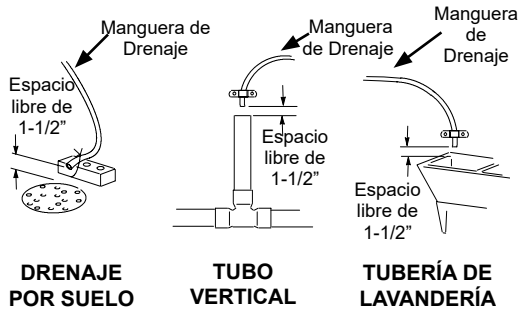 Manguera de
Drenaje
Espacio
libre de
1-1/2”
DRENAJE
POR SUELO
Manguera
de Drenaje
Espacio
libre de
1-1/2”
TUBO
VERTICAL
Manguera
de
Drenaje
Espacio
libre de
1-1/2”
TUBERÍA DE
LAVANDERÍA